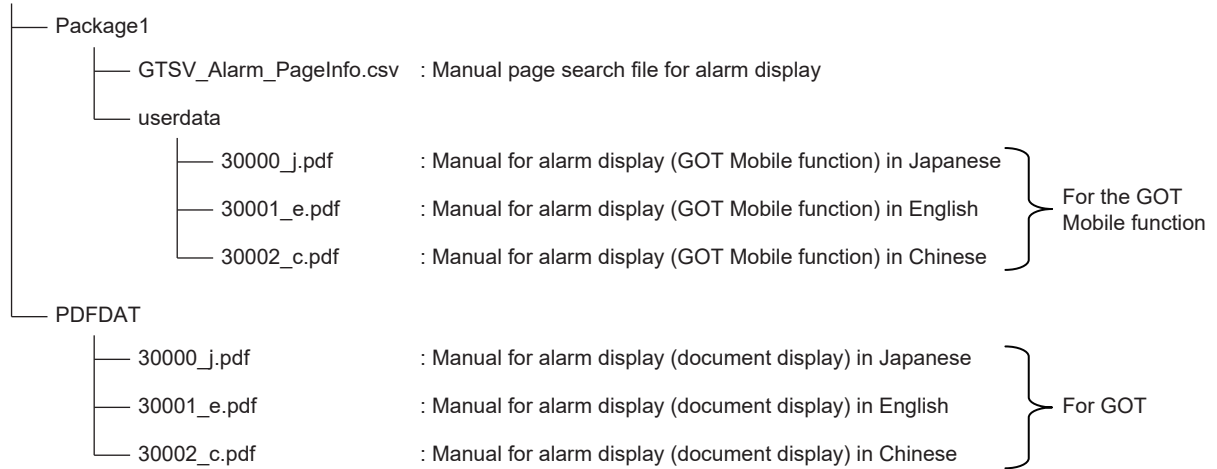 Package1
GTSV_Alarm_PageInfo.csv : Manual page search file for alarm display
userdata
30000_j.pdf : Manual for alarm display (GOT Mobile function) in Japanese
30001_e.pdf : Manual for alarm display (GOT Mobile function) in English
30002_c.pdf : Manual for alarm display (GOT Mobile function) in Chinese
For the GOT
Mobile function
PDFDAT
30000_j.pdf : Manual for alarm display (document display) in Japanese
30001_e.pdf : Manual for alarm display (document display) in English
30002_c.pdf : Manual for alarm display (document display) in Chinese
For GOT